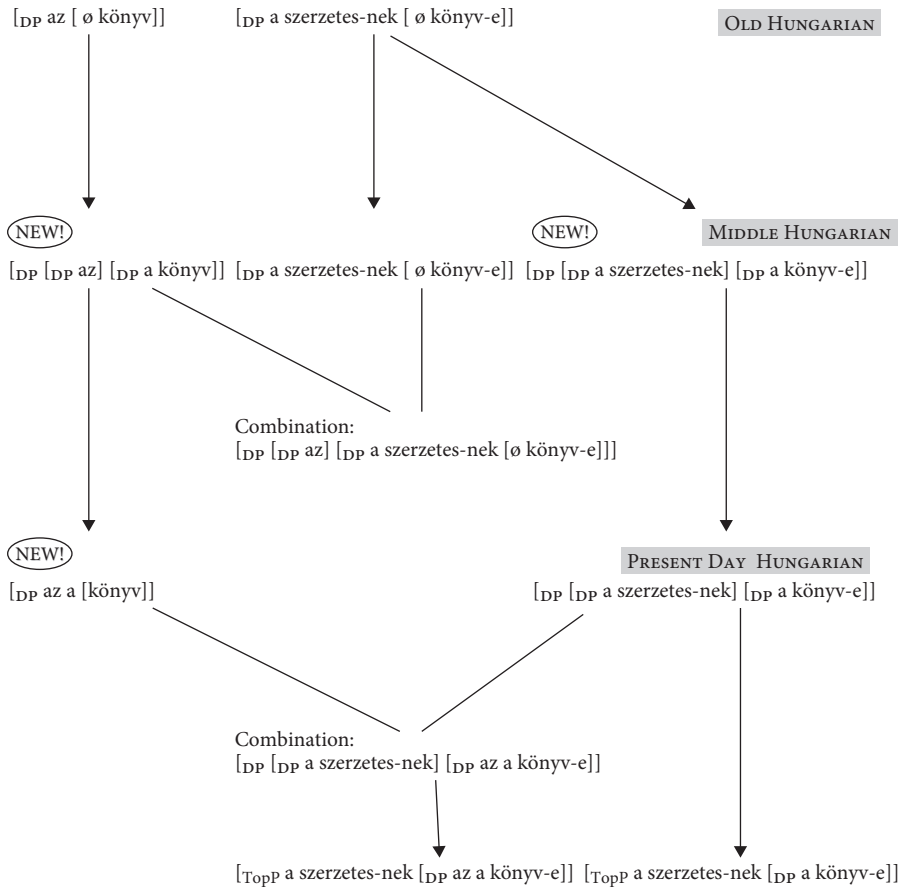 [DP az [ ø könyv]] [DP a szerzetes-nek [ ø könyv-e]] Old Hungarian
NEW! NEW! Middle Hungarian
[DP [DP az] [DP a könyv]] [DP a szerzetes-nek [ ø könyv-e]] [DP [DP a szerzetes-nek] [DP a könyv-e]]
Combination:
[DP [DP az] [DP a szerzetes-nek [ø könyv-e]]]
NEW! Present Day Hungarian
[DP az a [könyv]] [DP [DP a szerzetes-nek] [DP a könyv-e]]
Combination:
[DP [DP a szerzetes-nek] [DP az a könyv-e]]
[TopP a szerzetes-nek [DP az a könyv-e]] [TopP a szerzetes-nek [DP a könyv-e]]